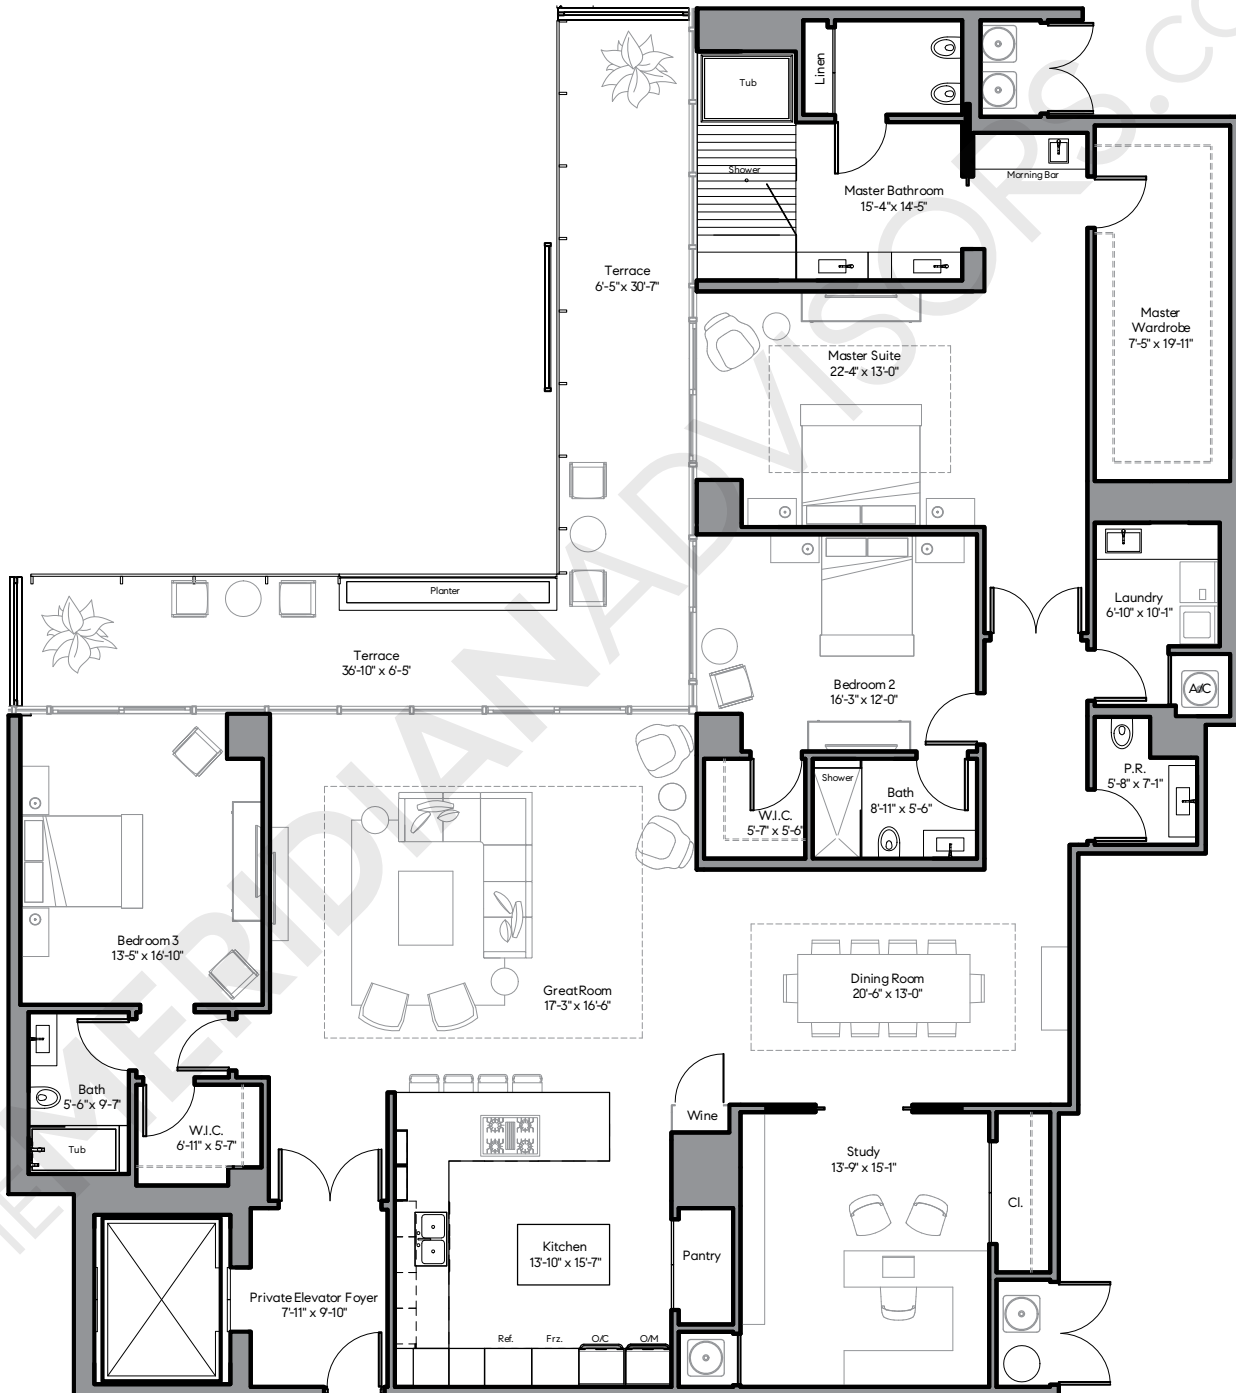 Tub
Linen
Shower
Master Bathroom
15'-4" x 14'-5"
Morning Bar
Terrace
6'-5" x 30'-7"
Master
Wardrobe
7'-5" x 19'-11"
Master Suite
22'-4" x 13'-0"
Planter
Laundry
6'-10" x 10'-1"
Terrace
36'-10" x 6'-5"
Bedroom 2
16'-3" x 12'-0"
A/C
P.R.
5'-8" x 7'-1"
Shower
Bath
8'-11" x 5'-6"
W.I.C.
5'-7" x 5'-6"
Bedroom 3
13'-5" x 16'-10"
Great Room
17'-3" x 16'-6"
Dining Room
20'-6" x 13'-0"
Bath
5'-6" x 9'-7"
Tub
W.I.C.
6'-11" x 5'-7"
Wine
Study
13'-9" x 15'-1"
Cl.
Kitchen
13'-10" x 15'-7"
Pantry
Private Elevator Foyer
7'-11" x 9'-10"
Ref.
Frz.
O/C
O/M
MERIDIANADVISORS.CO